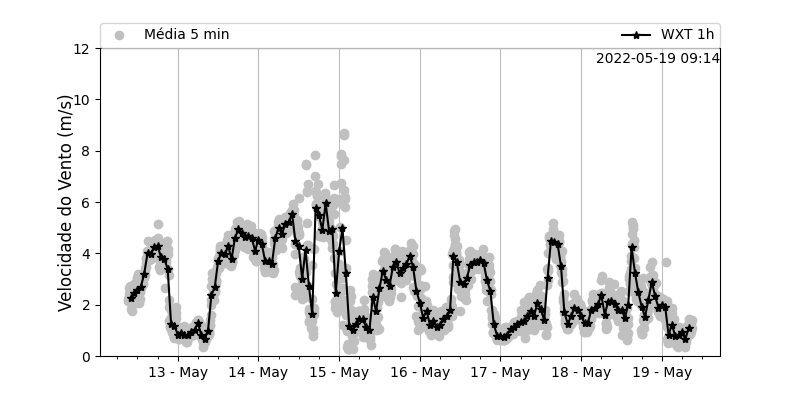 Média 5 min
WXT 1h
2022-05-19 09:14
Velocidade do Vento (m/s)
12
10
8
6
4
2
0
13 - May
14 - May
15 - May
16 - May
17 - May
18 - May
19 - May